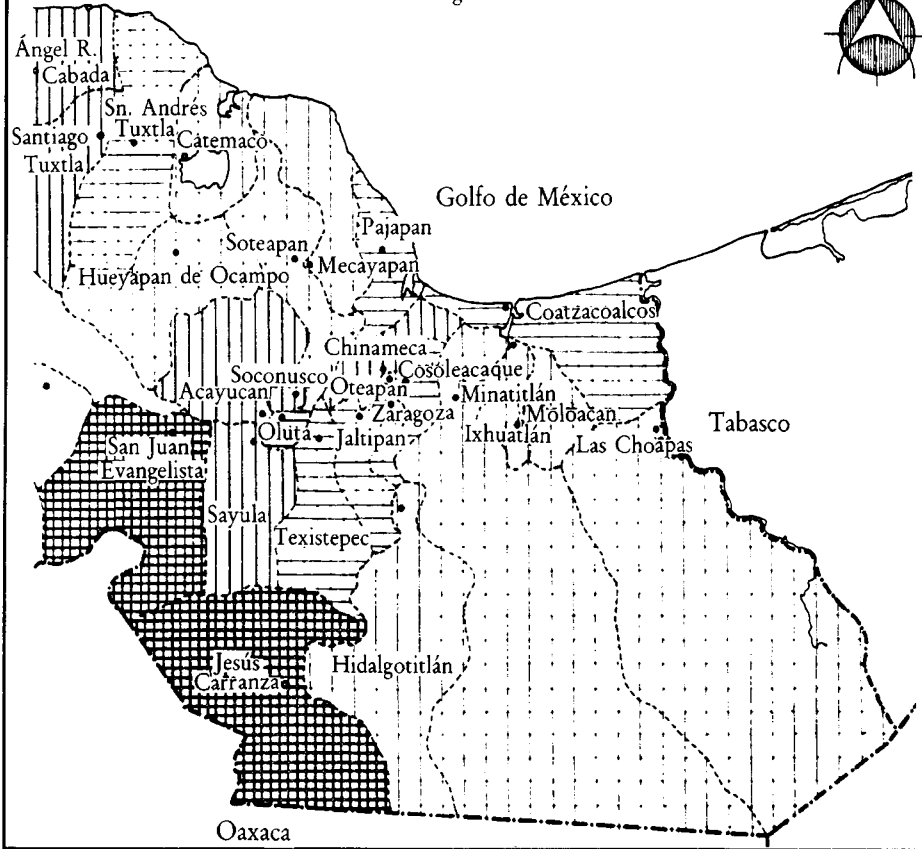 Ángel R.
Cabada
Sn. Andrés
Tuxtla
Santiago
Tuxtla
Catemaco
Golfo de México
Pajapan
Soteapan
Mecayapan
Hueyapan de Ocampo
Coatzacoalcos
Chinameca
Soconusco
Cosoleacaque
Acayucan
Oteapan
Minatitlán
Zaragoza
Moloacan
Tabasco
Oluta
Jaltipan
Ixhuatlán
Las Choapas
San Juan
Evangelista
Sayula
Texistepec
Jesús
Carranza
Hidalgotitlán
Oaxaca